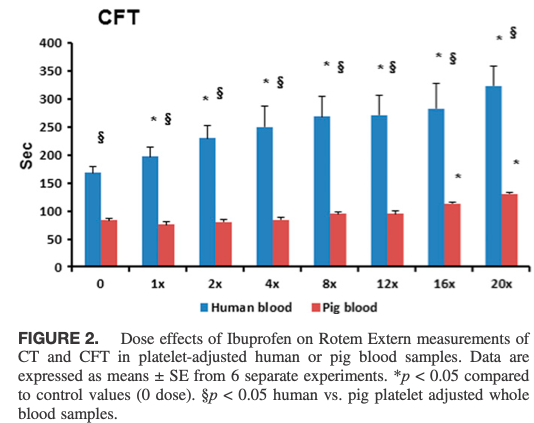 CFT
400
350
300
250
200
150
100
50
0
Sec
§
* §
* §
* §
* §
* §
* §
* §
*
*
0 1x 2x 4x 8x 12x 16x 20x
Human blood Pig blood
FIGURE 2. Dose effects of Ibuprofen on Rotem Extern measurements of
CT and CFT in platelet-adjusted human or pig blood samples. Data are
expressed as means ± SE from 6 separate experiments. *p < 0.05 compared
to control values (0 dose). §p < 0.05 human vs. pig platelet adjusted whole
blood samples.